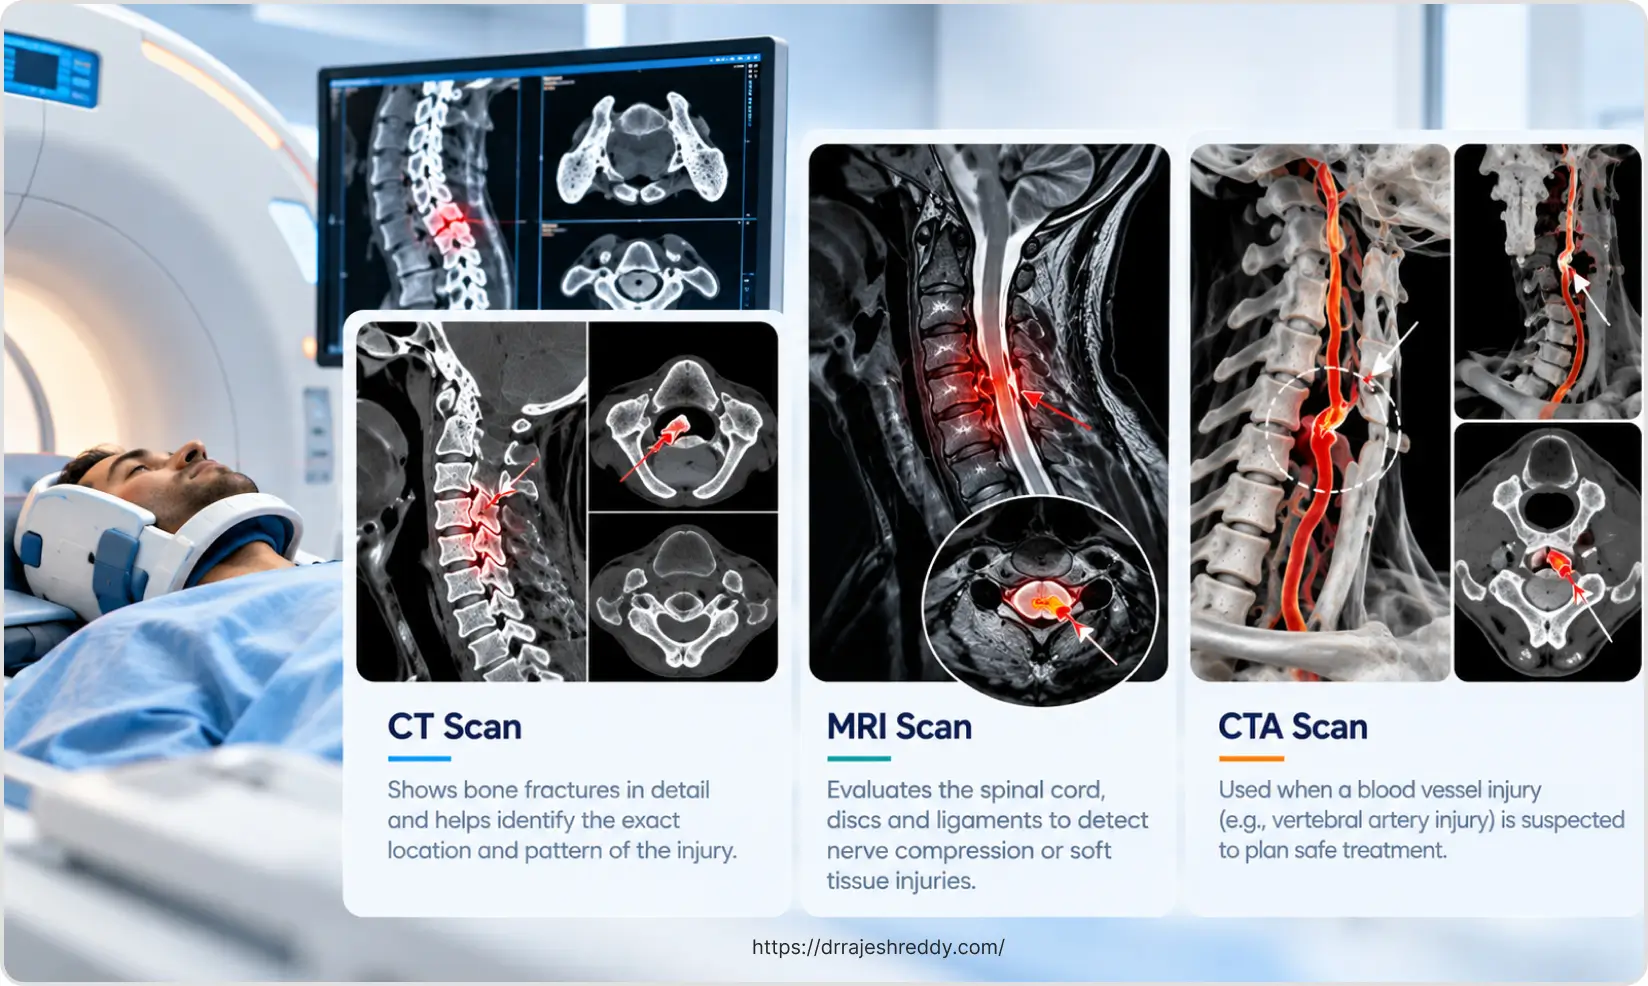 CT Scan
Shows bone fractures in detail
and helps identify the exact
location and pattern of the injury.
MRI Scan
Evaluates the spinal cord,
discs and ligaments to detect
nerve compression or soft
tissue injuries.
CTA Scan
Used when a blood vessel injury
(e.g., vertebral artery injury) is suspected
to plan safe treatment.
https://drrajeshreddy.com/